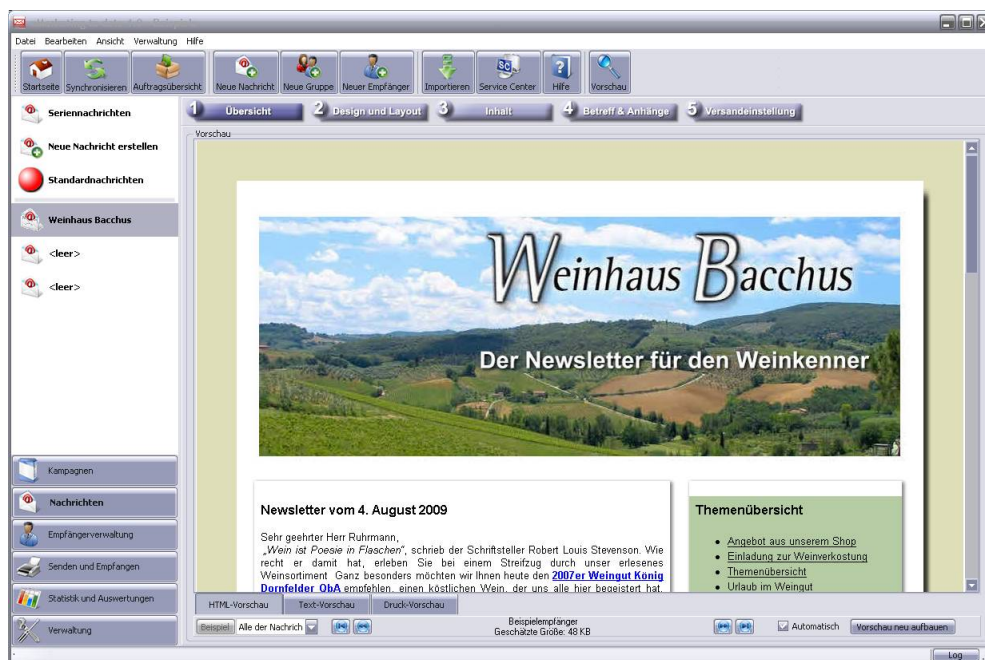 Datei Bearbeiten Ansicht Verwaltung Hilfe
Startseite Synchronisieren Auftragsübersicht Neue Nachricht Neue Gruppe Neuer Empfänger Importieren Service Center Hilfe Vorschau
Seriennachrichten
Neue Nachricht erstellen
Standardnachrichten
Weinhaus Bacchus
<leer>
<leer>
Kampagnen
Nachrichten
Empfängerverwaltung
Senden und Empfangen
Statistik und Auswertungen
Verwaltung
1 Übersicht 2 Design und Layout 3 Inhalt 4 Betreff & Anhänge 5 Versandeinstellung
Vorschau
Weinhaus Bacchus
Der Newsletter für den Weinkenner
Newsletter vom 4. August 2009
Sehr geehrter Herr Ruhrmann,
„Wein ist Poesie in Flaschen“, schrieb der Schriftsteller Robert Louis Stevenson. Wie
recht er damit hat, erleben Sie bei einem Streifzug durch unser erlesenes
Weinsortiment Ganz besonders möchten wir Ihnen heute den 2007er Weingut König
Dornfelder QbA empfehlen, einen köstlichen Wein, der uns alle hier begeistert hat.
Themenübersicht
Angebot aus unserem Shop
Einladung zur Weinverkostung
Themenübersicht
Urlaub im Weingut
HTML-Vorschau Text-Vorschau Druck-Vorschau
Beispiel Alle der Nachrich
Beispielempfänger
Geschätzte Größe: 48 KB
Automatisch Vorschau neu aufbauen
Log